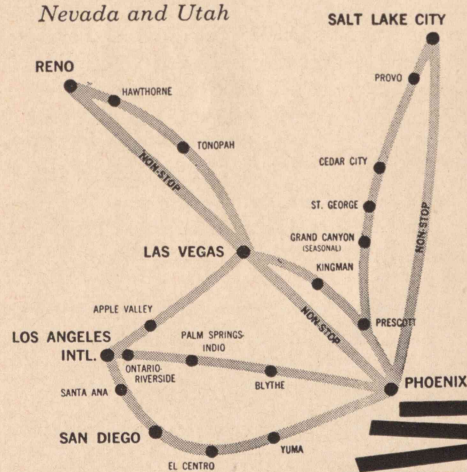 Nevada and Utah
SALT LAKE CITY
RENO
PROVO
HAWTHORNE
TONOPAH
NON-STOP
CEDAR CITY
ST. GEORGE
NON-STOP
GRAND CANYON
(SEASONAL)
LAS VEGAS
KINGMAN
NON-STOP
APPLE VALLEY
PRESCOTT
LOS ANGELES
INTL.
PALM SPRINGS-
INDIO
ONTARIO-
RIVERSIDE
BLYTHE
PHOENIX
SANTA ANA
SAN DIEGO
YUMA
EL CENTRO